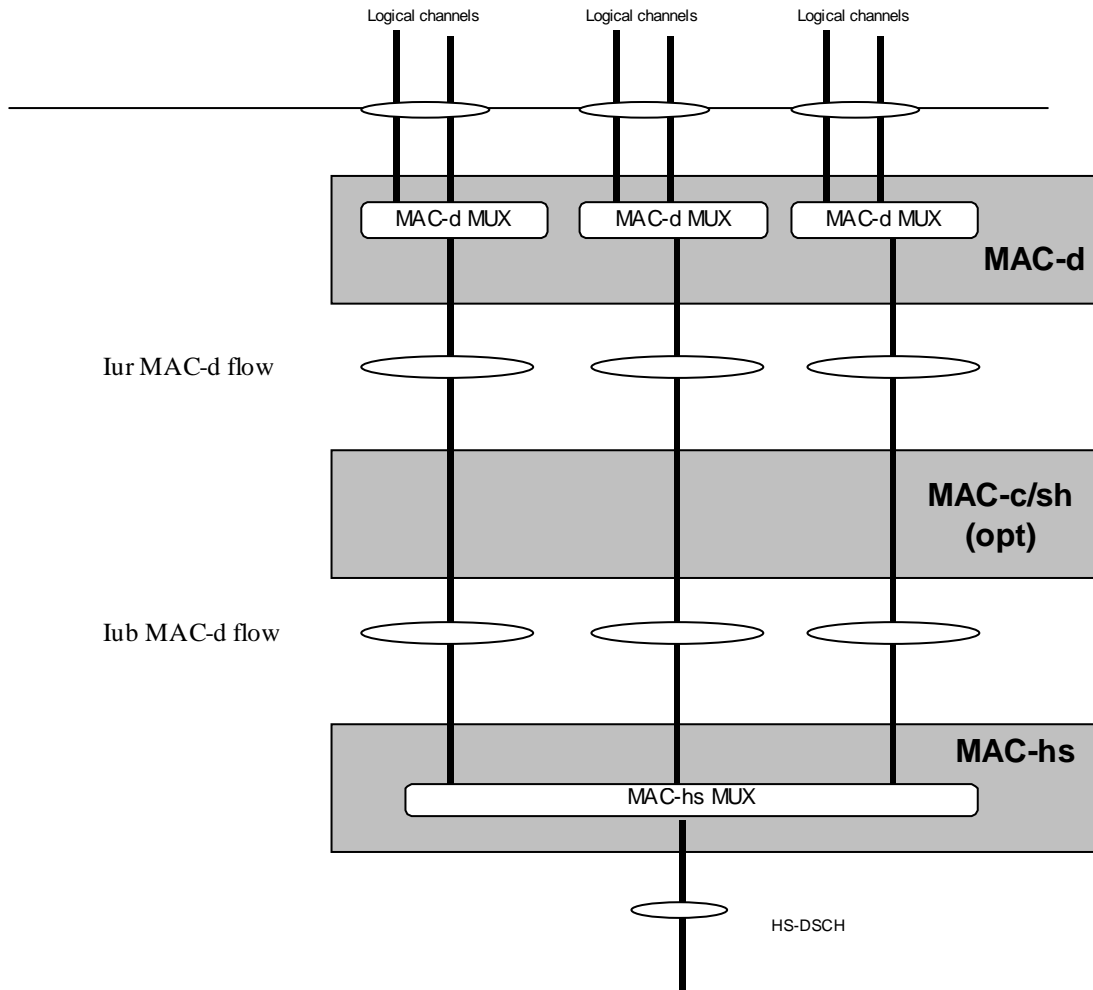 Logical channels Logical channels Logical channels
MAC-d MUX MAC-d MUX MAC-d MUX
MAC-d
Iur MAC-d flow
MAC-c/sh
(opt)
Iub MAC-d flow
MAC-hs
MAC-hs MUX
HS-DSCH